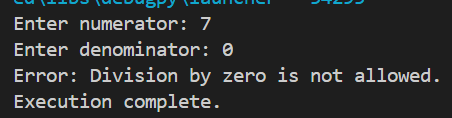 Enter numerator: 7
Enter denominator: 0
Error: Division by zero is not allowed.
Execution complete.